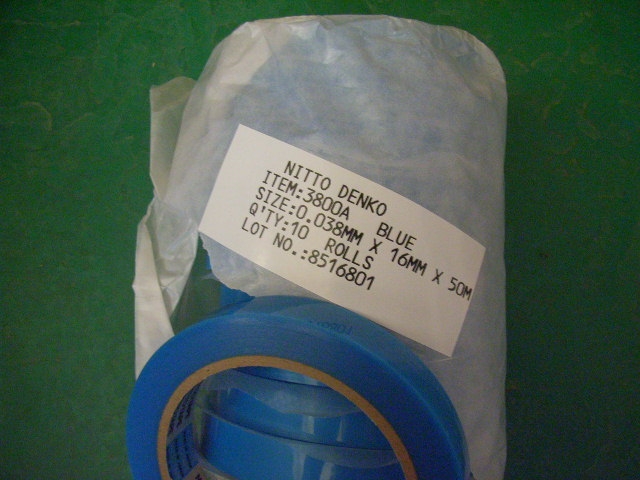 NITTO DENKO
ITEM:3800A BLUE
SIZE:0.038MM X 16MM X 50M
Q'TY:10 ROLLS
LOT NO.:8516801